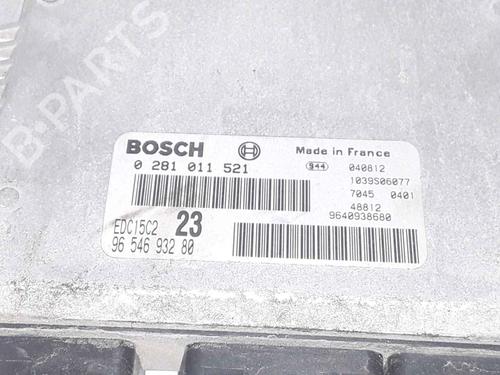 B-PARTS
BOSCH
0 281 011 521
Made in France
944 040812
1039S06077
7045 0401
48812
9640938680
EDC15C2 23
96 546 932 80